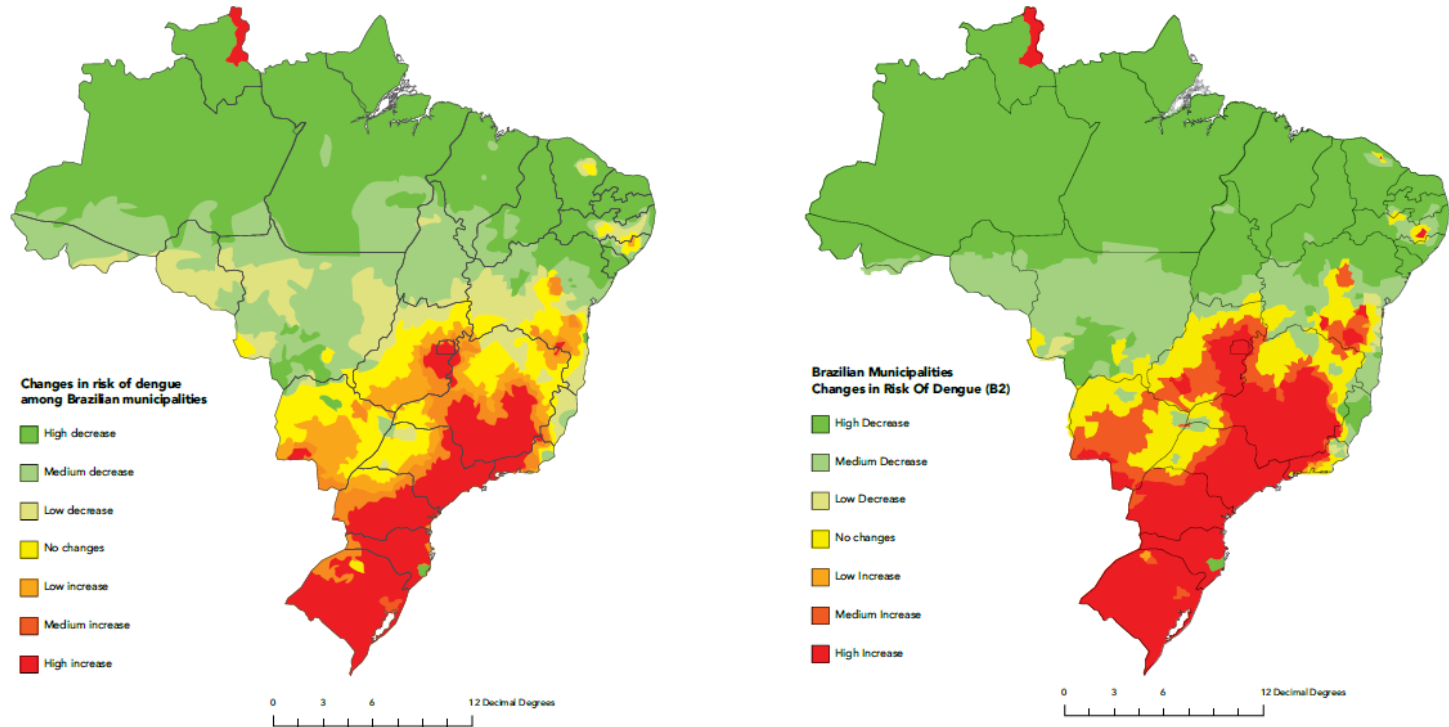 Changes in risk of dengue
among Brazilian municipalities
High decrease
Medium decrease
Low decrease
No changes
Low increase
Medium increase
High increase
0 3 6 12 Decimal Degrees
Brazilian Municipalities
Changes in Risk Of Dengue (B2)
High Decrease
Medium Decrease
Low Decrease
No changes
Low Increase
Medium Increase
High Increase
0 3 6 12 Decimal Degrees